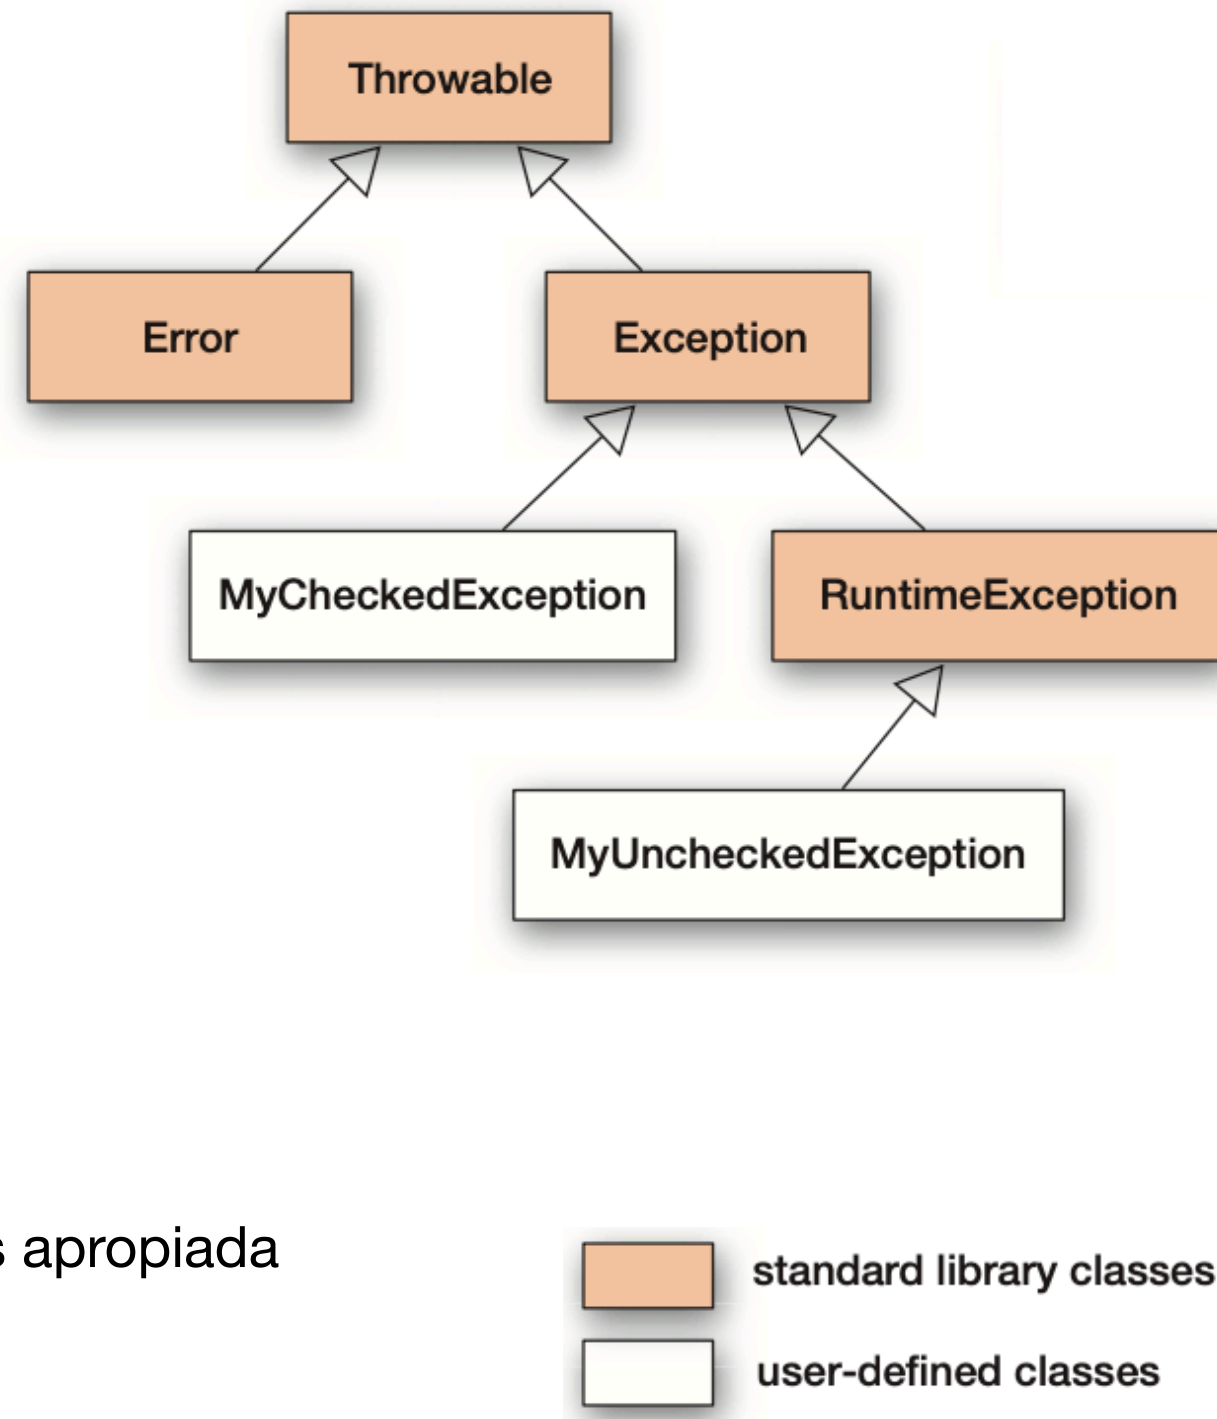 Throwable
Error
Exception
MyCheckedException
RuntimeException
MyUncheckedException
apropiada
standard library classes
user-defined classes